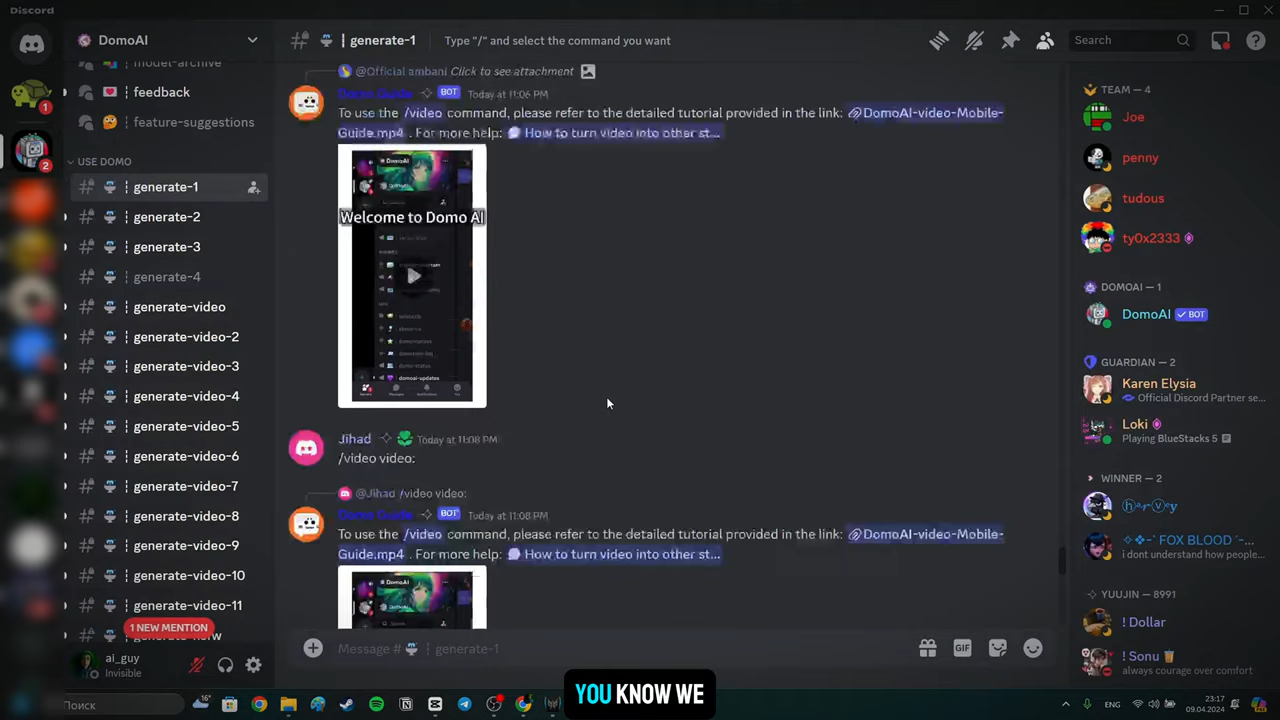 Discord
DomoAI
generate-1
Type "/" and select the command you want
Search
model-archive
feedback
feature-suggestions
USE DOMO
generate-1
generate-2
generate-3
generate-4
generate-video
generate-video-2
generate-video-3
generate-video-4
generate-video-5
generate-video-6
generate-video-7
generate-video-8
generate-video-9
generate-video-10
generate-video-11
1 NEW MENTION
ai_guy
Invisible
1
2
@Official ambani Click to see attachment
Domo Guide BOT Today at 11:06 PM
To use the /video command, please refer to the detailed tutorial provided in the link: DomoAI-video-Mobile-
Guide.mp4 . For more help: How to turn video into other st...
DomoAI
Welcome to Domo AI
domoai-updates
Jihad Today at 11:08 PM
/video video:
@Jihad /video video:
Domo Guide BOT Today at 11:08 PM
To use the /video command, please refer to the detailed tutorial provided in the link: DomoAI-video-Mobile-
Guide.mp4 . For more help: How to turn video into other st...
DomoAI
Message # generate-1
GIF
TEAM — 4
Joe
penny
tudous
ty0x2333
DOMOAI — 1
DomoAI BOT
GUARDIAN — 2
Karen Elysia
Official Discord Partner se...
Loki
Playing BlueStacks 5
WINNER — 2
ⓗⓐⓡⓥⓔⓨ
✧❖-´ FOX BLOOD ´-...
i dont understand how people...
YUUJIN — 8991
! Dollar
! Sonu
always courage over comfort
YOU KNOW WE
Поиск
16°
ENG
23:17
09.04.2024